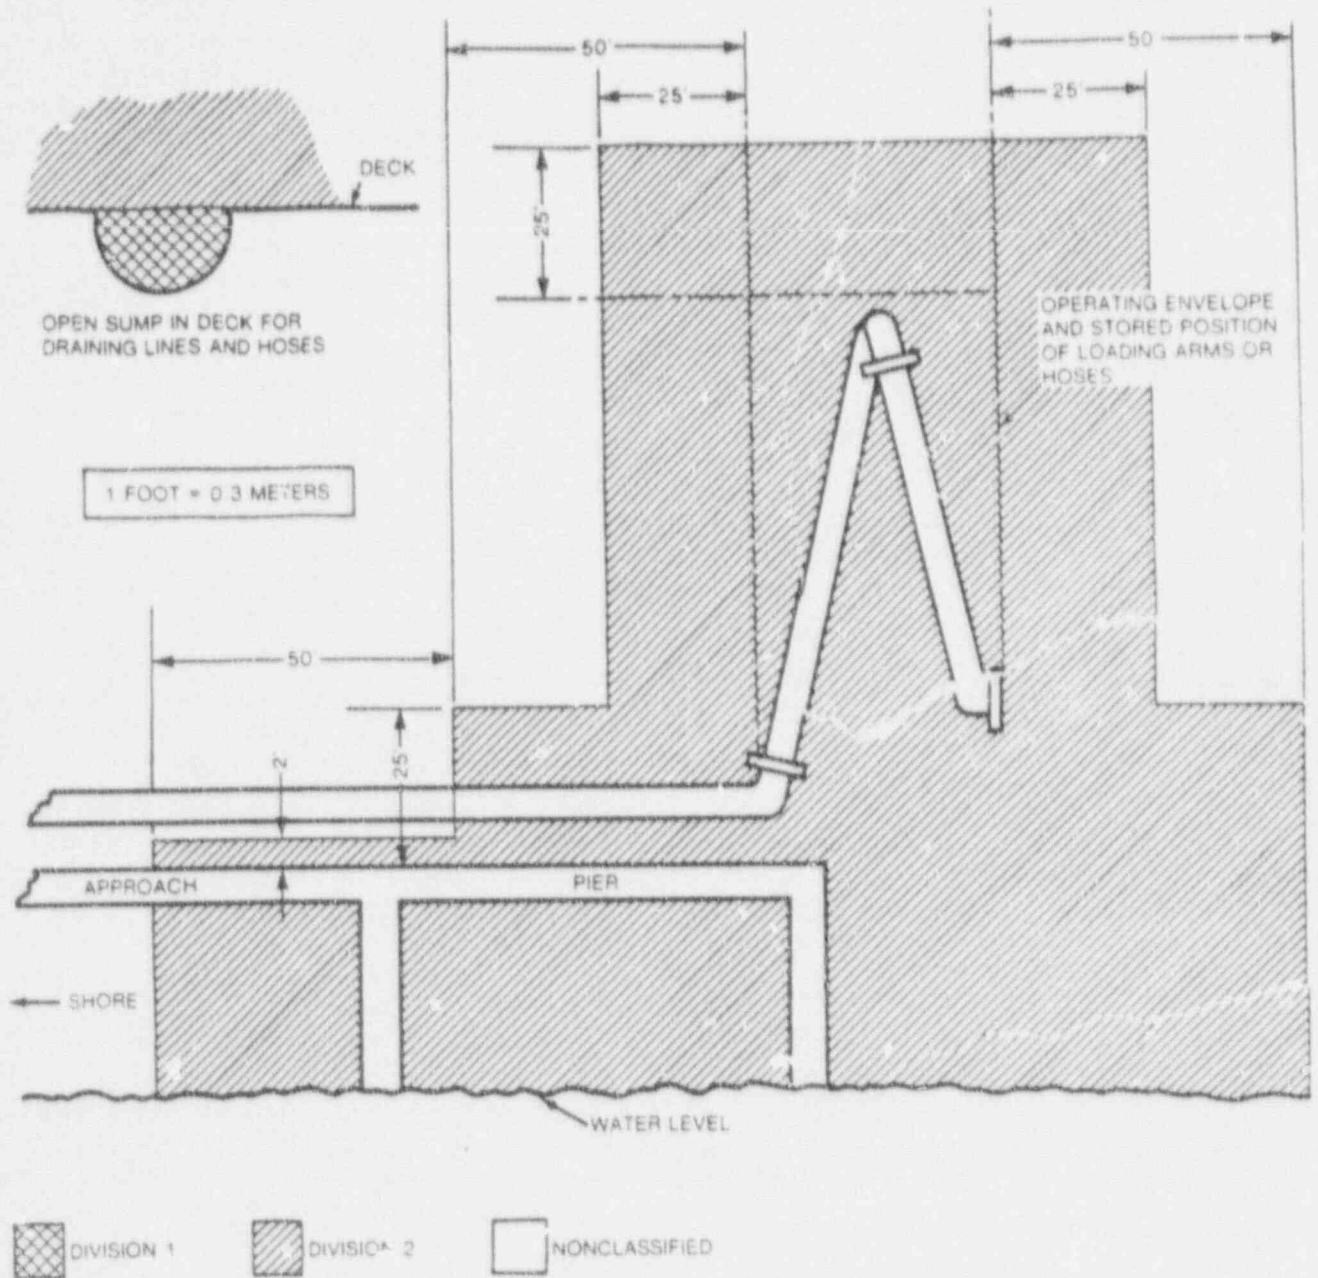 50'
50
25'
25'
DECK
25'
OPEN SUMP IN DECK FOR
DRAINING LINES AND HOSES
OPERATING ENVELOPE
AND STORED POSITION
OF LOADING ARMS OR
HOSES
1 FOOT = 0.3 METERS
50
2'
25'
APPROACH
PIER
SHORE
WATER LEVEL
DIVISION 1
DIVISION 2
NONCLASSIFIED